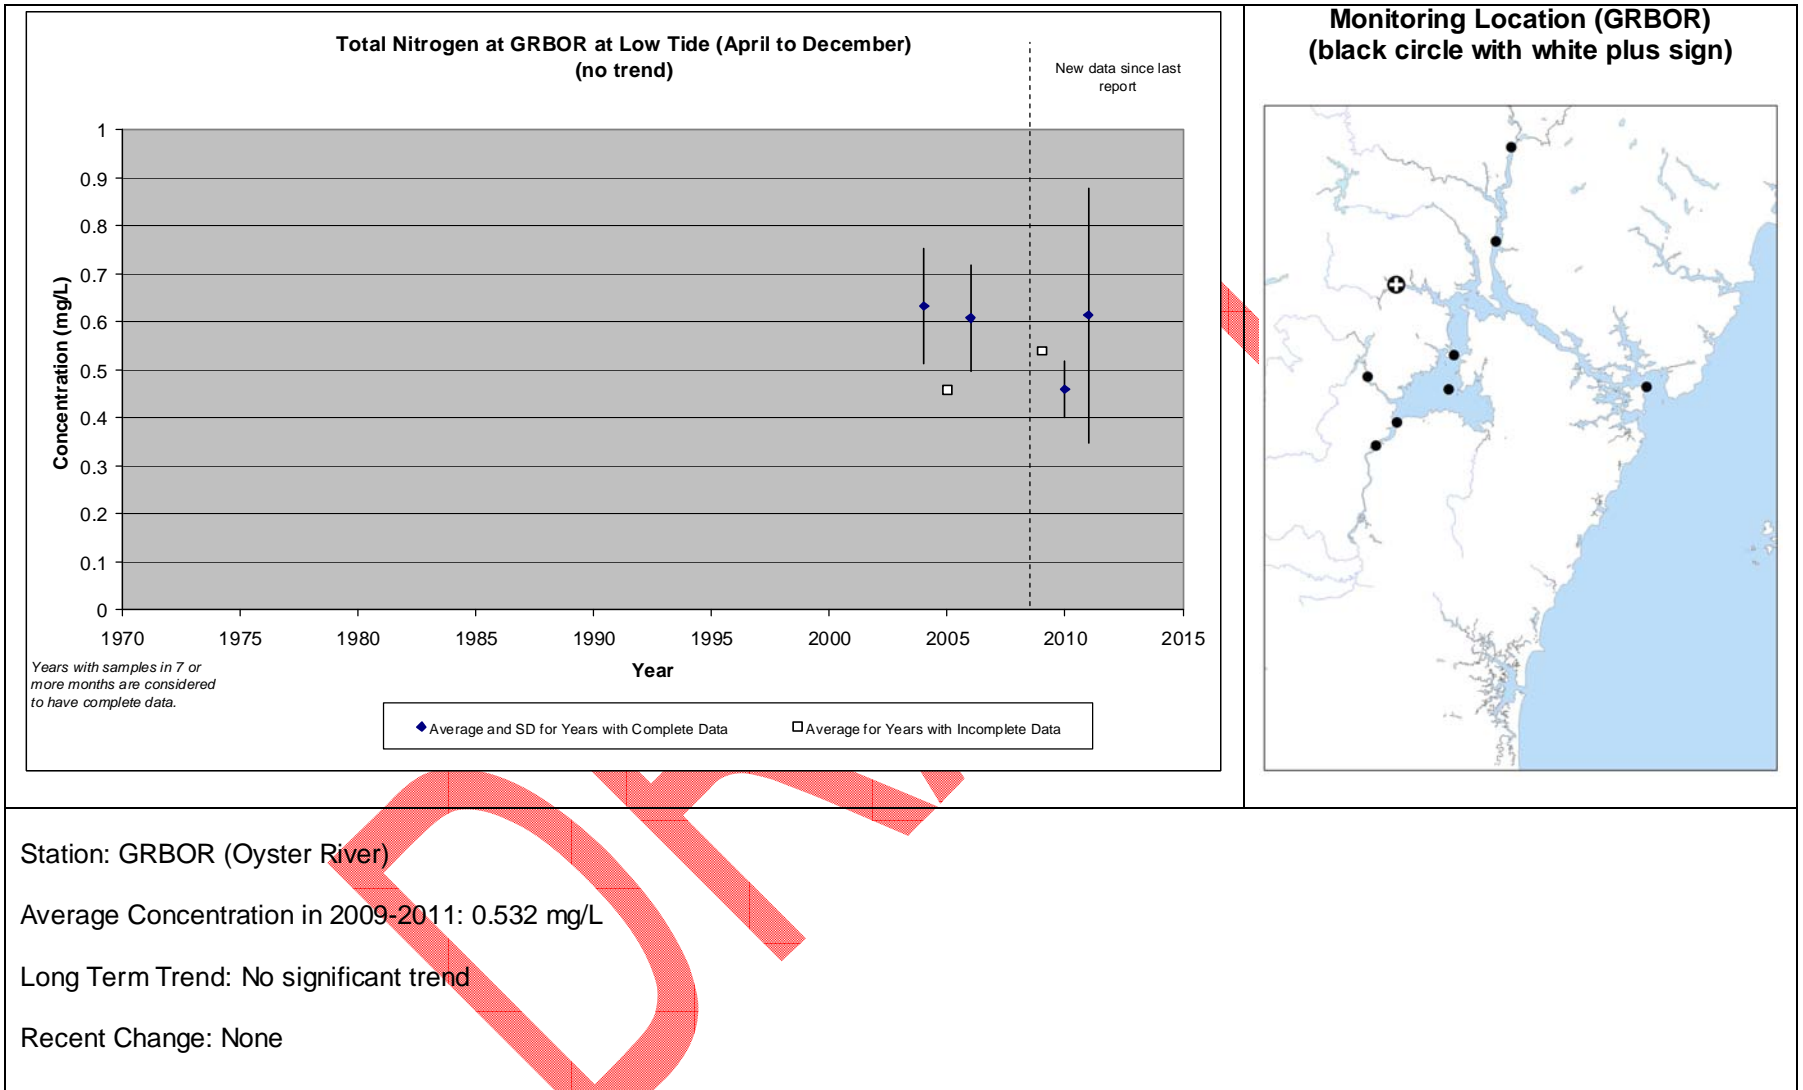 Total Nitrogen at GRBOR at Low Tide (April to December)
(no trend)
New data since last
report
Concentration (mg/L)
1
0.9
0.8
0.7
0.6
0.5
0.4
0.3
0.2
0.1
0
1970 1975 1980 1985 1990 1995 2000 2005 2010 2015
Year
Years with samples in 7 or
more months are considered
to have complete data.
Average and SD for Years with Complete Data Average for Years with Incomplete Data
Monitoring Location (GRBOR)
(black circle with white plus sign)
Station: GRBOR (Oyster River)
Average Concentration in 2009-2011: 0.532 mg/L
Long Term Trend: No significant trend
Recent Change: None